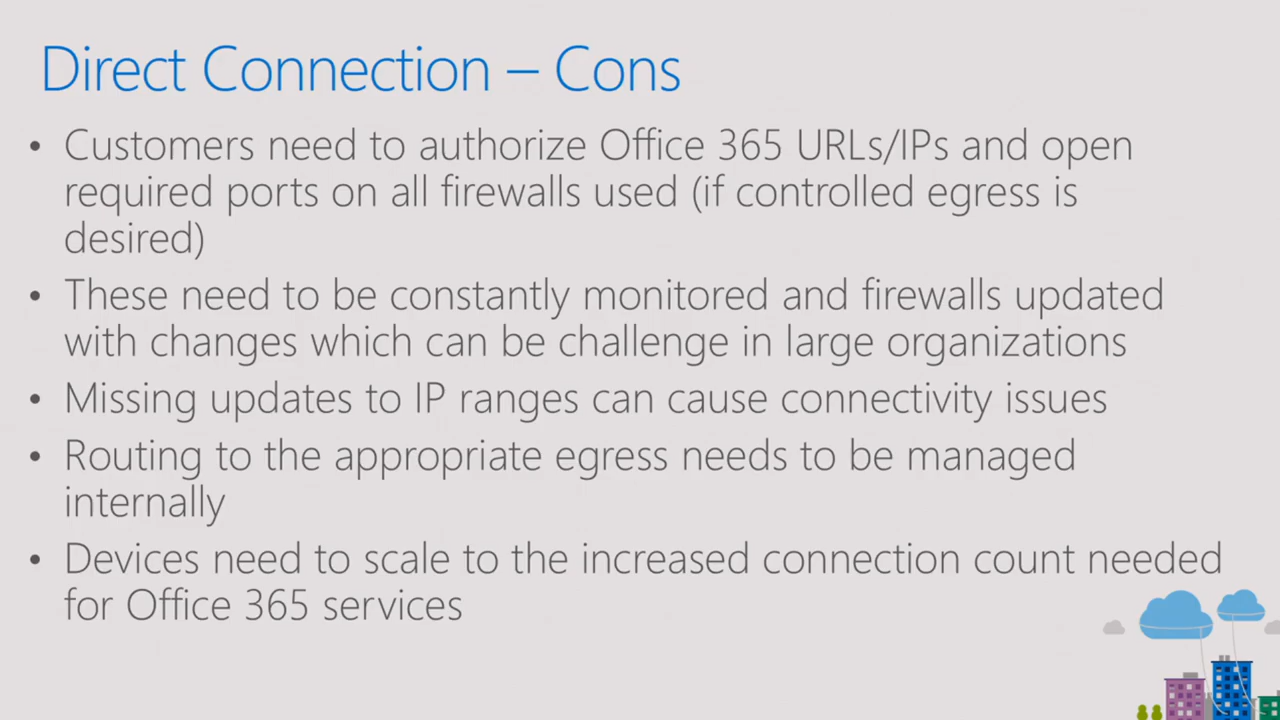 Direct Connection – Cons
• Customers need to authorize Office 365 URLs/IPs and open
required ports on all firewalls used (if controlled egress is
desired)
• These need to be constantly monitored and firewalls updated
with changes which can be challenge in large organizations
• Missing updates to IP ranges can cause connectivity issues
• Routing to the appropriate egress needs to be managed
internally
• Devices need to scale to the increased connection count needed
for Office 365 services